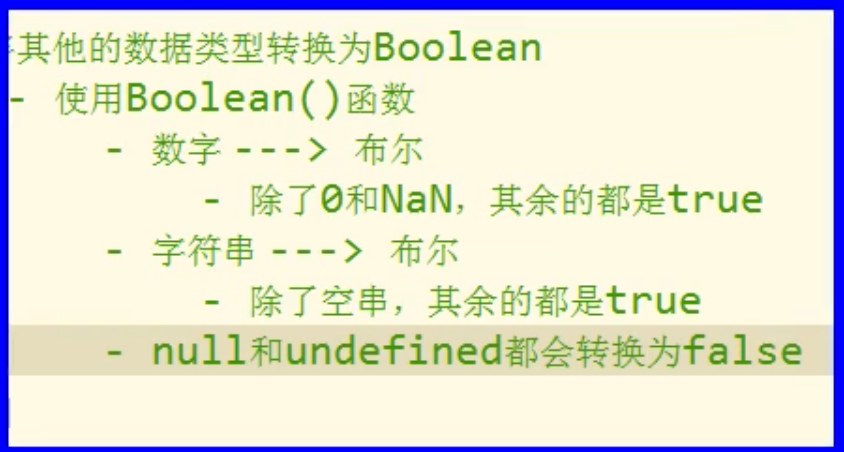 其他的数据类型转换为Boolean
- 使用Boolean()函数
- 数字 ---> 布尔
- 除了0和NaN，其余的都是true
- 字符串 ---> 布尔
- 除了空串，其余的都是true
- null和undefined都会转换为false